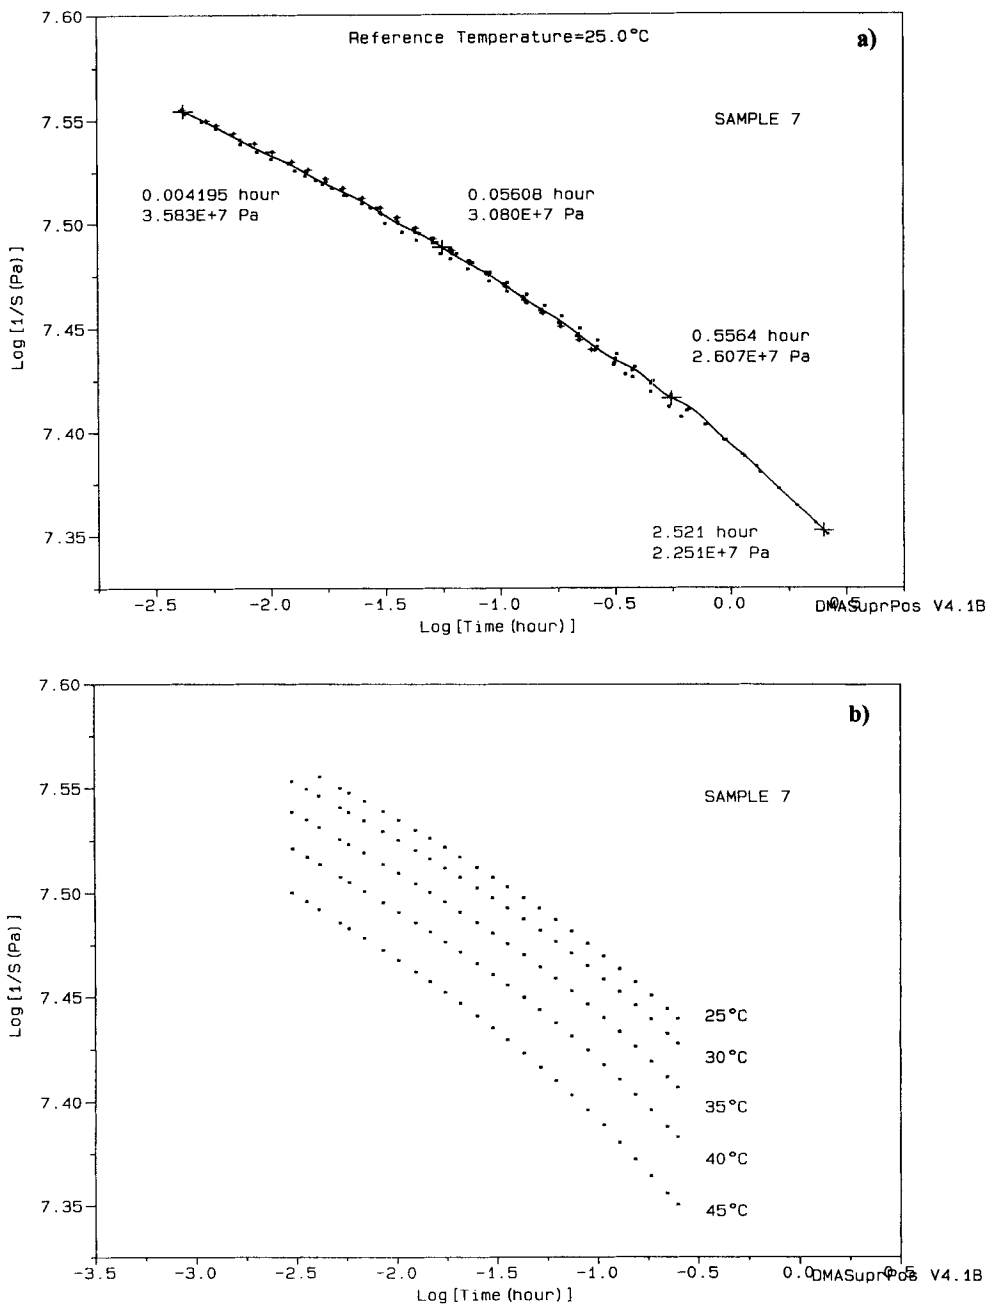 7.60
Reference Temperature=25.0°C
a)
7.55
SAMPLE 7
0.004195 hour
3.583E+7 Pa
0.05608 hour
3.080E+7 Pa
7.50
Log [1/S (Pa)]
7.45
0.5564 hour
2.607E+7 Pa
7.40
2.521 hour
2.251E+7 Pa
7.35
-2.5 -2.0 -1.5 -1.0 -0.5 0.0 DMASuprPos V4.1B
Log [Time (hour)]
7.60
b)
7.55
SAMPLE 7
7.50
Log [1/S (Pa)]
7.45
25°C
30°C
7.40
35°C
40°C
7.35
45°C
-3.5 -3.0 -2.5 -2.0 -1.5 -1.0 -0.5 0.0 DMASuprPos V4.1B
Log [Time (hour)]